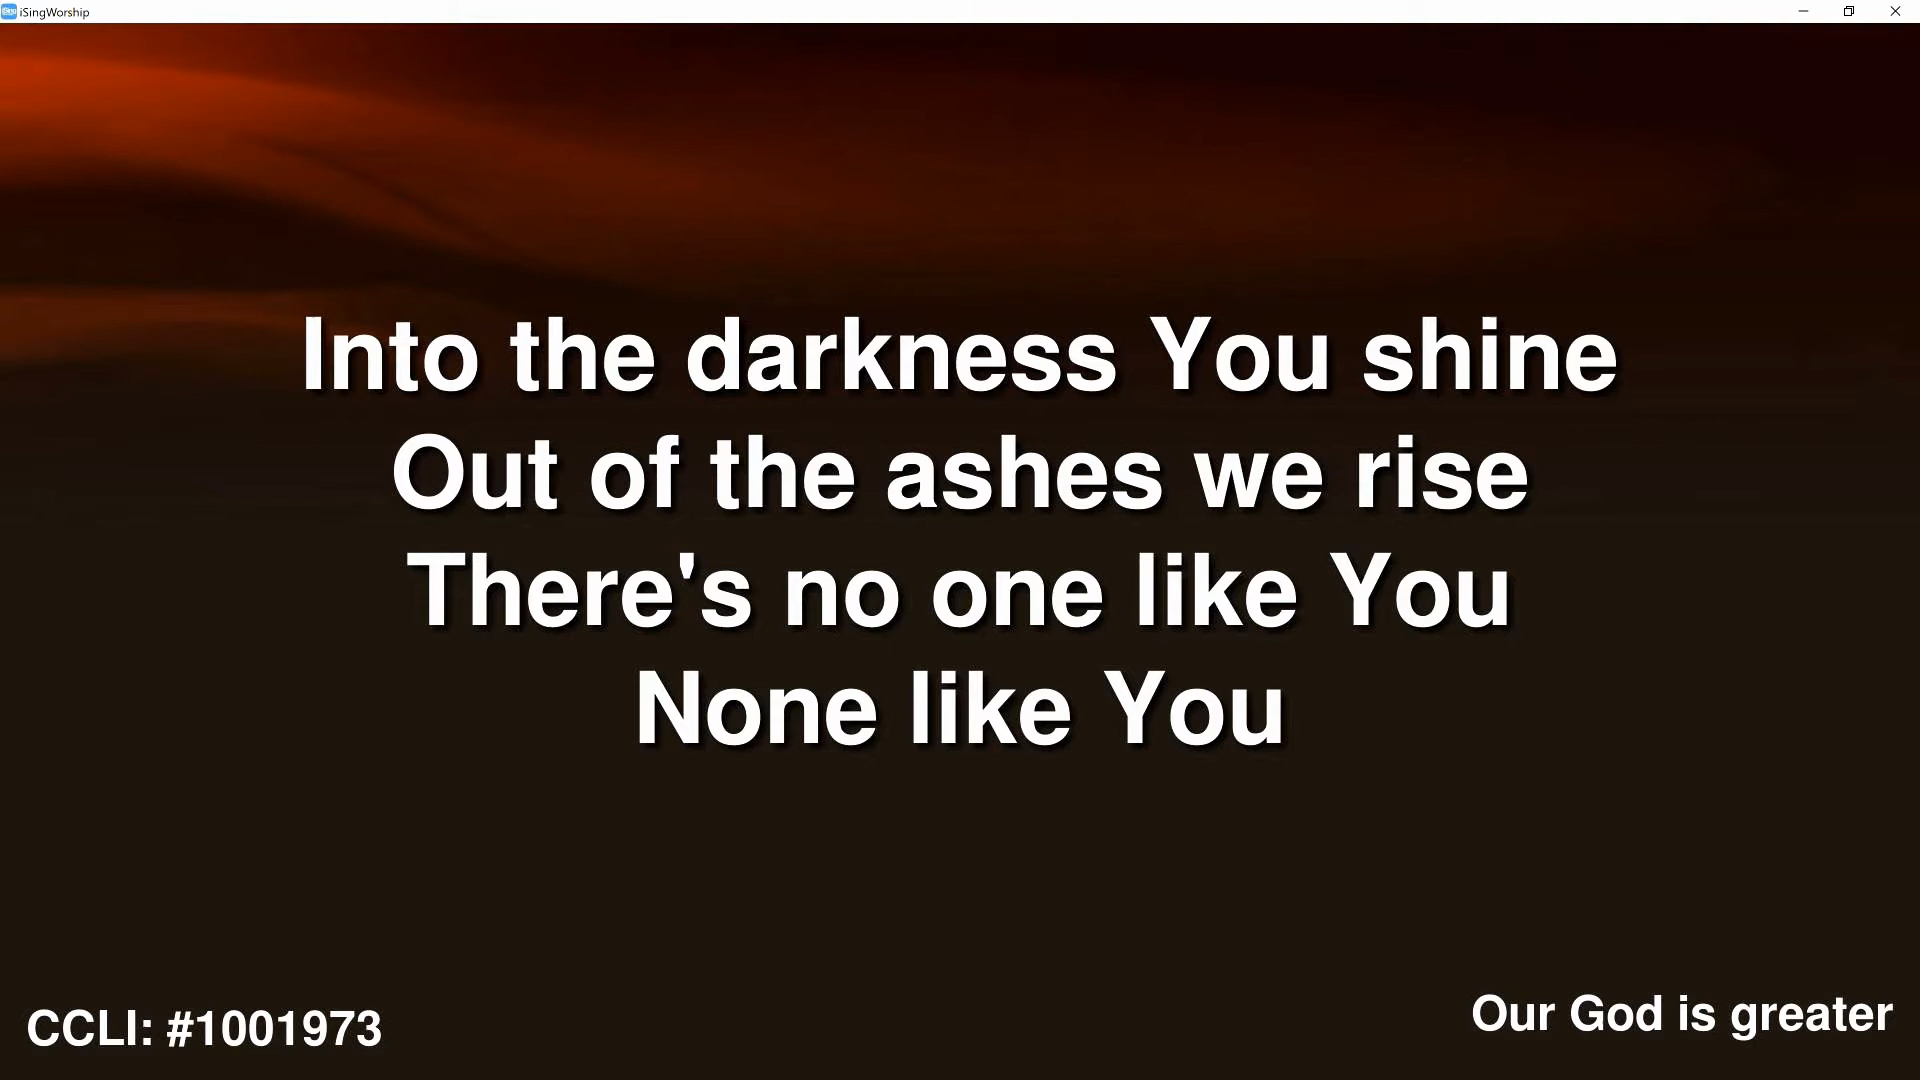 iSingWorship
Into the darkness You shine
Out of the ashes we rise
There's no one like You
None like You
CCLI: #1001973
Our God is greater